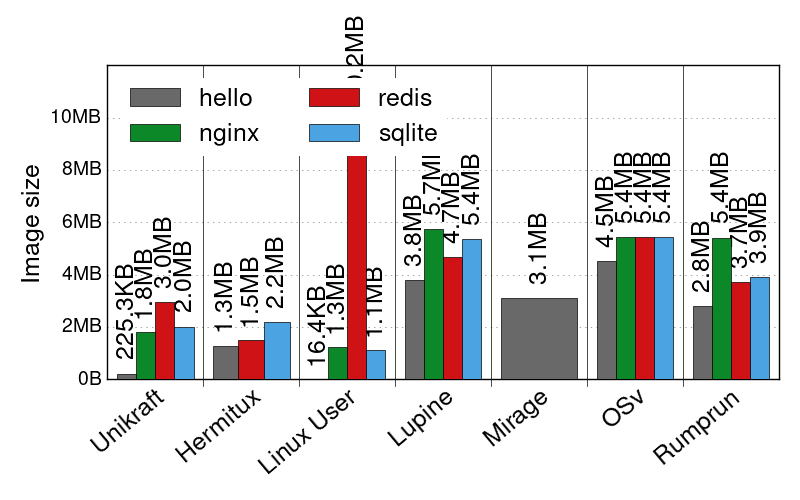 Image size
10MB
8MB
6MB
4MB
2MB
0B
hello
nginx
redis
sqlite
225.3KB
1.8MB
3.0MB
2.0MB
1.3MB
1.5MB
2.2MB
16.4KB
1.3MB
.2MB
1.1MB
3.8MB
5.7M
4.7MB
5.4MB
3.1MB
4.5MB
5.4MB
5.4MB
5.4MB
2.8MB
5.4MB
3.7MB
3.9MB
Unikraft
Hermitux
Linux User
Lupine
Mirage
OSv
Rumprun